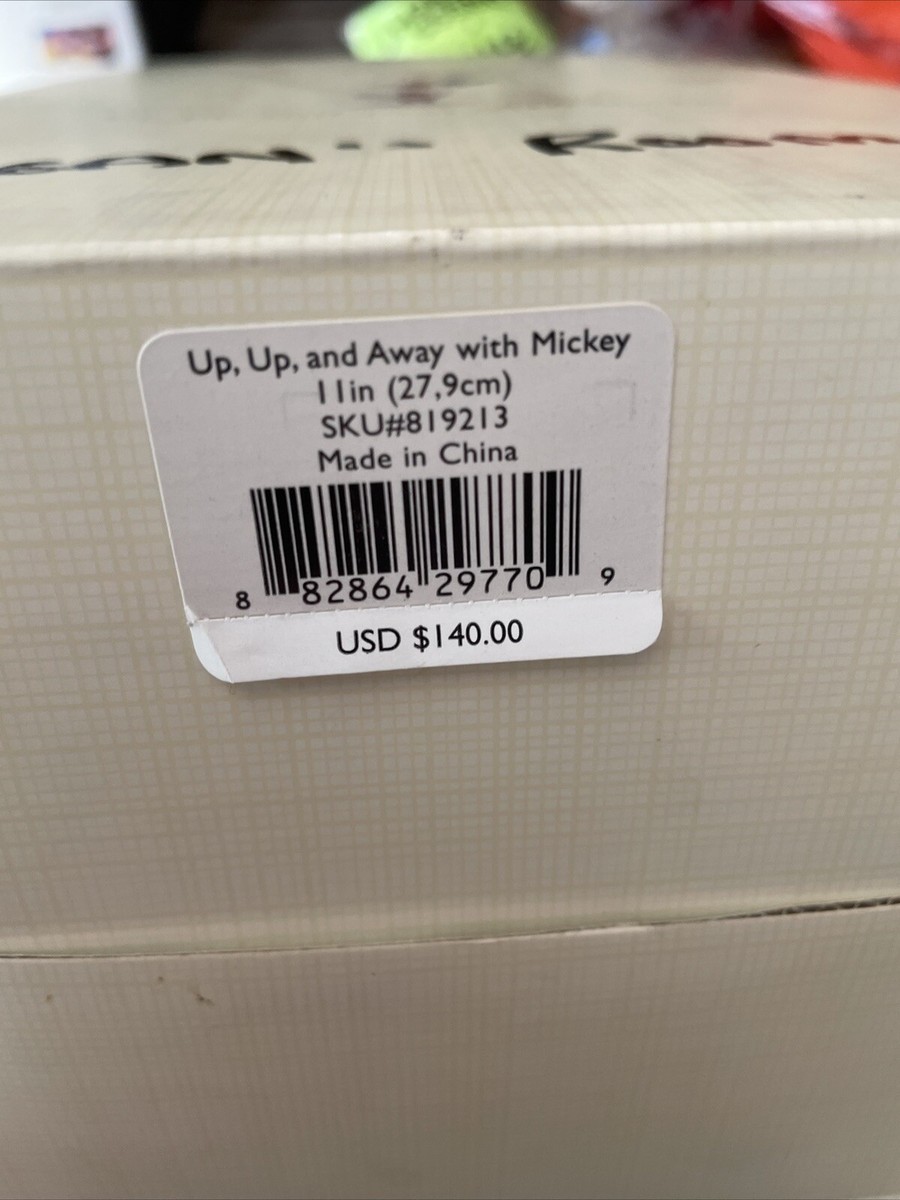 Up, Up, and Away with Mickey
11in (27,9cm)
SKU#819213
Made in China
8 82864 29770 9
USD $140.00